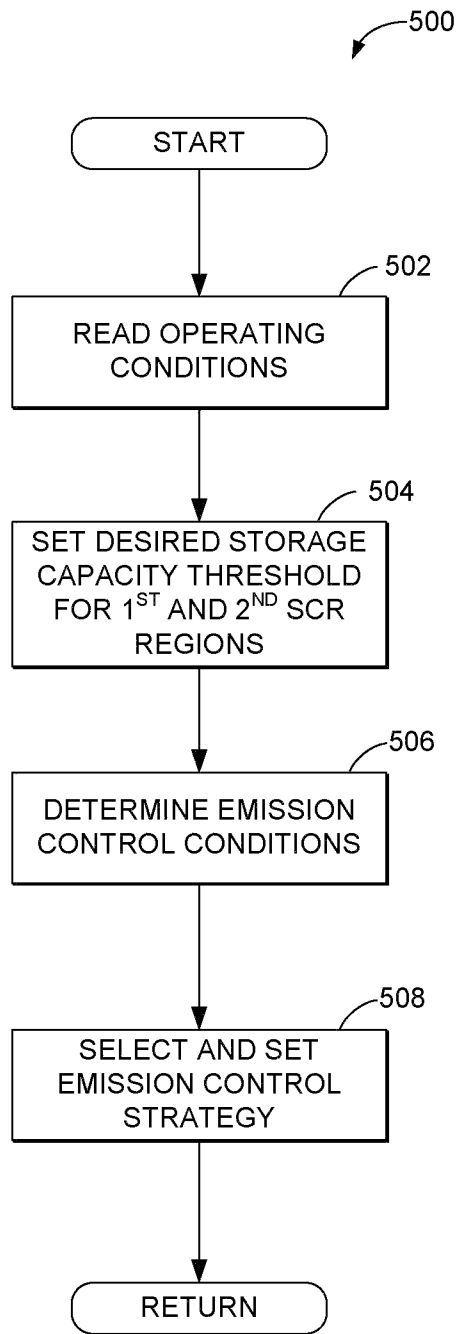 500
START
502
READ OPERATING
CONDITIONS
504
SET DESIRED STORAGE
CAPACITY THRESHOLD
FOR 1ST AND 2ND SCR
REGIONS
506
DETERMINE EMISSION
CONTROL CONDITIONS
508
SELECT AND SET
EMISSION CONTROL
STRATEGY
RETURN